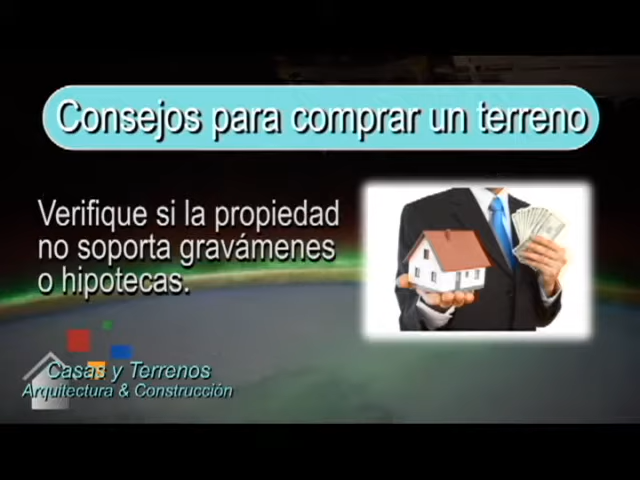 Consejos para comprar un terreno
Verifique si la propiedad
no soporta gravámenes
o hipotecas.
Casas y Terrenos
Arquitectura & Construcción